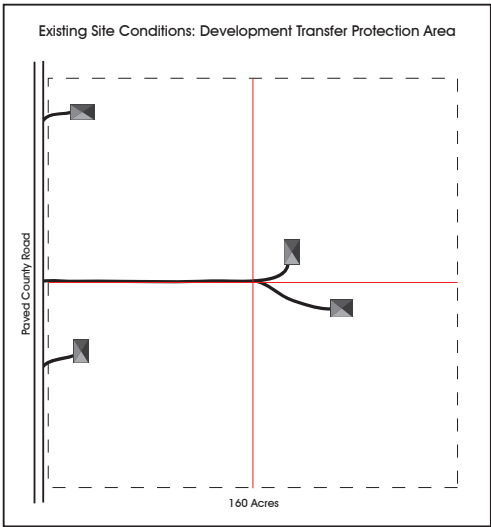 Existing Site Conditions: Development Transfer Protection Area
Paved County Road
160 Acres